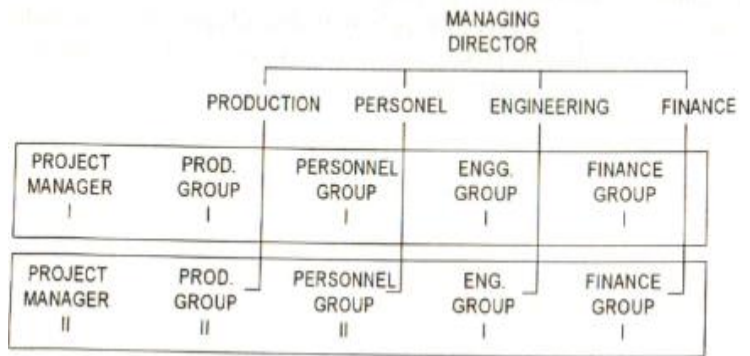 MANAGING
DIRECTOR
PRODUCTION PERSONEL ENGINEERING FINANCE
PROJECT PROD. PERSONNEL ENGG. FINANCE
MANAGER GROUP GROUP GROUP GROUP
I I I I I
PROJECT PROD. PERSONNEL ENG. FINANCE
MANAGER GROUP GROUP GROUP GROUP
II II II I I